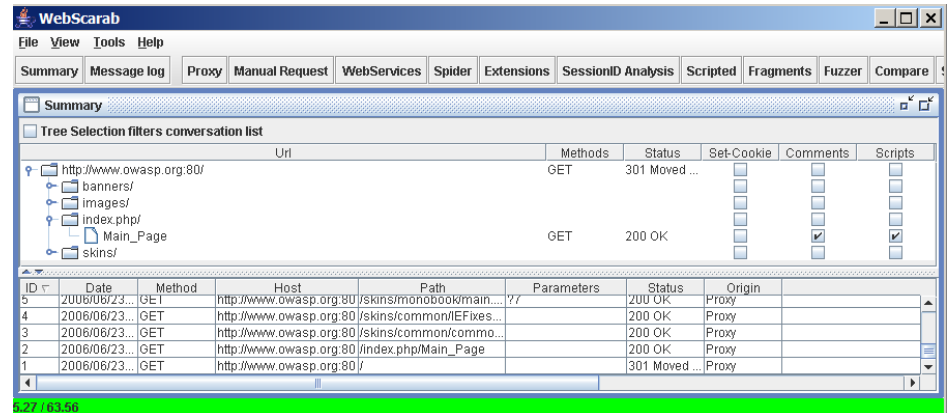 WebScarab
File View Tools Help
Summary Message log Proxy Manual Request WebServices Spider Extensions SessionID Analysis Scripted Fragments Fuzzer Compare
Summary
Tree Selection filters conversation list
Url Methods Status Set-Cookie Comments Scripts
http://www.owasp.org:80/ GET 301 Moved ...
banners/
images/
index.php/
Main_Page GET 200 OK
skins/
ID Date Method Host Path Parameters Status Origin
5 2006/06/23... GET http://www.owasp.org:80 /skins/monobook/main.... ?7 200 OK Proxy
4 2006/06/23... GET http://www.owasp.org:80 /skins/common/IEFixes... 200 OK Proxy
3 2006/06/23... GET http://www.owasp.org:80 /skins/common/commo... 200 OK Proxy
2 2006/06/23... GET http://www.owasp.org:80 /index.php/Main_Page 200 OK Proxy
1 2006/06/23... GET http://www.owasp.org:80 / 301 Moved ... Proxy
5.27 / 63.56